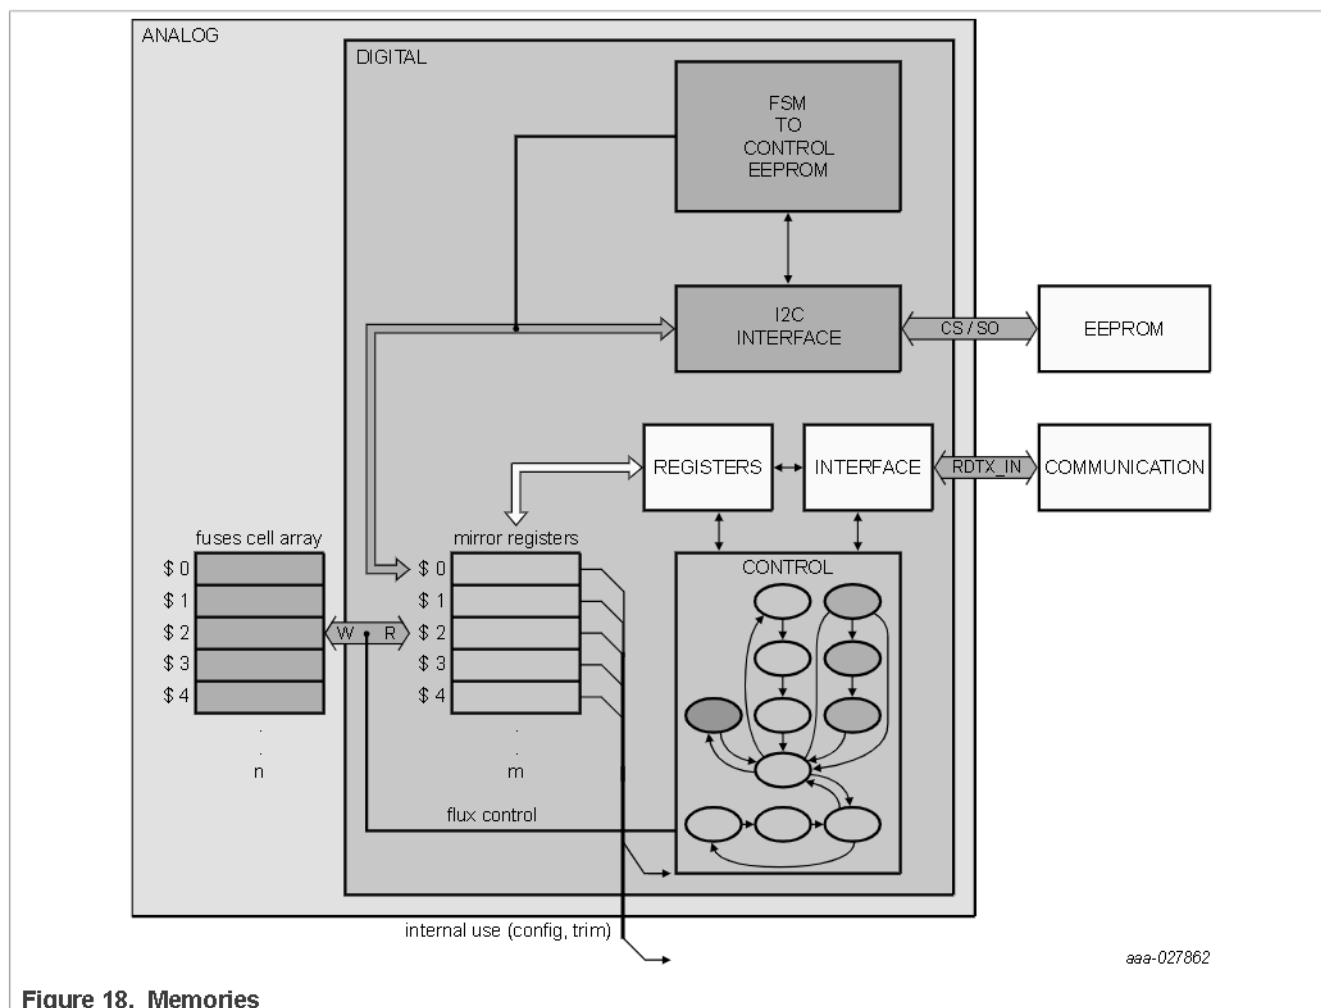 ANALOG
DIGITAL
FSM
TO
CONTROL
EEPROM
I2C
INTERFACE
CS / SO
EEPROM
REGISTERS
INTERFACE
RDTX_IN
COMMUNICATION
fuses cell array
mirror registers
$ 0
$ 1
$ 2
$ 3
$ 4
.
.
n
W R
$ 0
$ 1
$ 2
$ 3
$ 4
.
.
m
CONTROL
flux control
internal use (config, trim)
aaa-027862
Figure 18. Memories